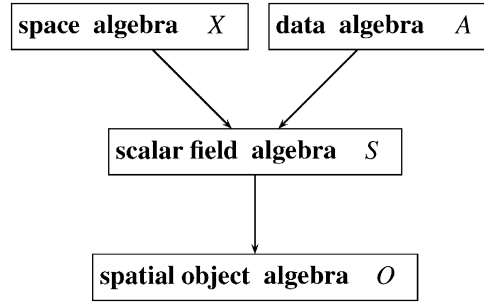 space algebra X
data algebra A
scalar field algebra S
spatial object algebra O